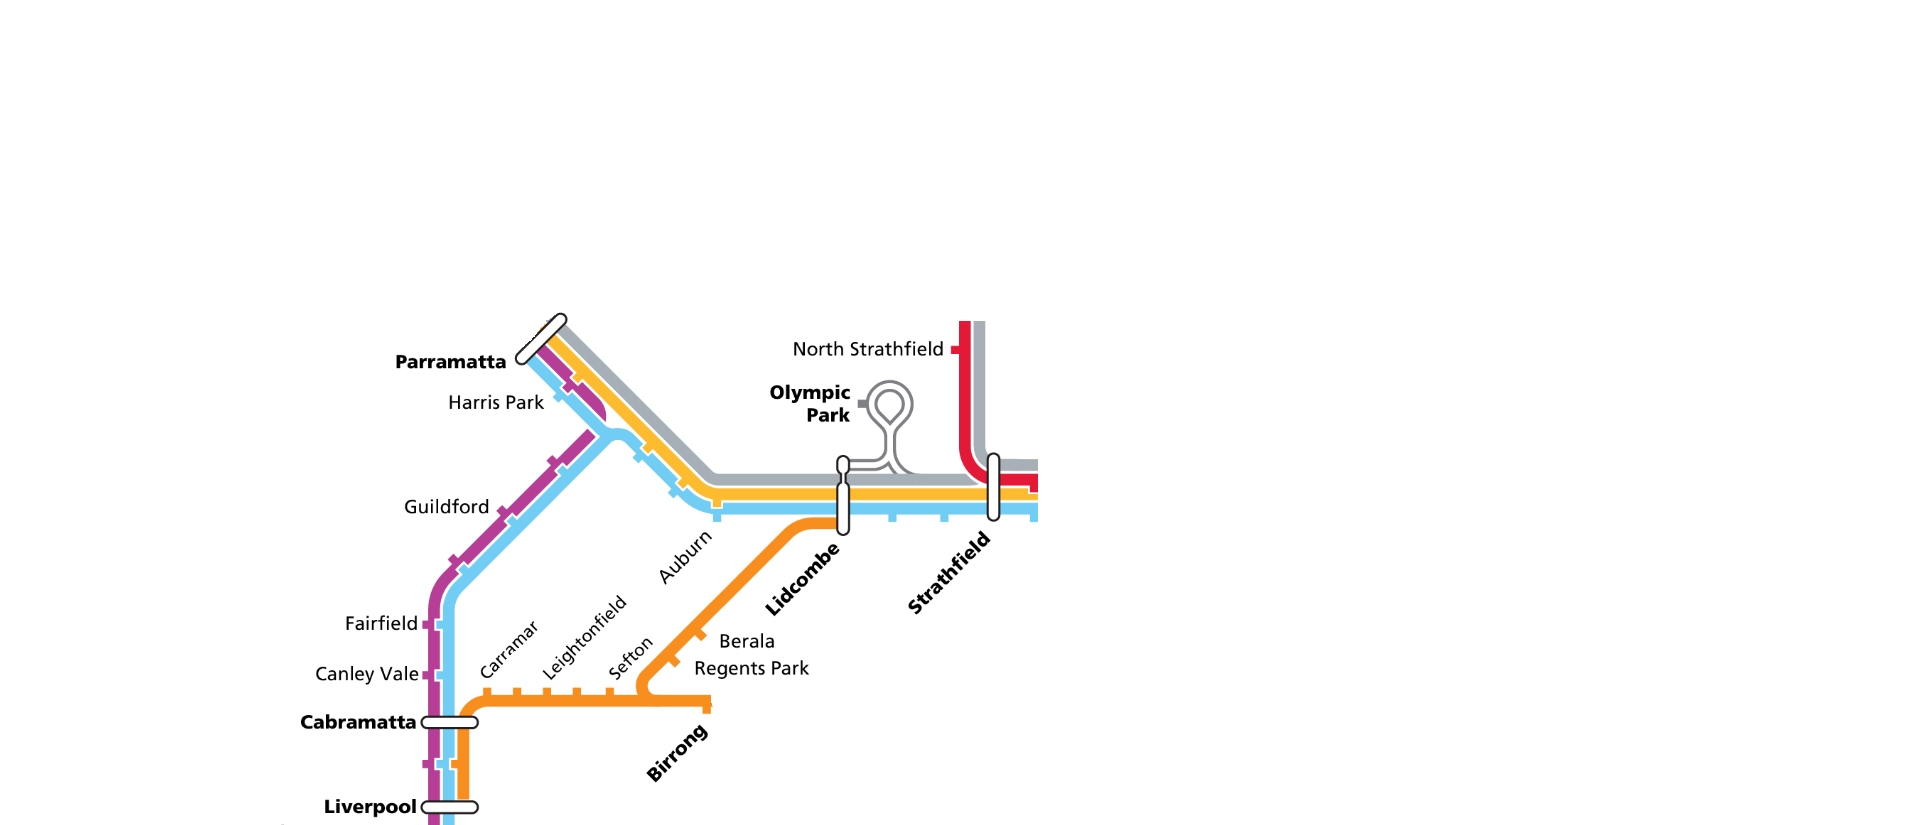 North Strathfield
Parramatta
Olympic
Park
Harris Park
Guildford
Auburn
Lidcombe
Strathfield
Fairfield
Carramar
Leightonfield
Sefton
Berala
Regents Park
Canley Vale
Cabramatta
Birrong
Liverpool